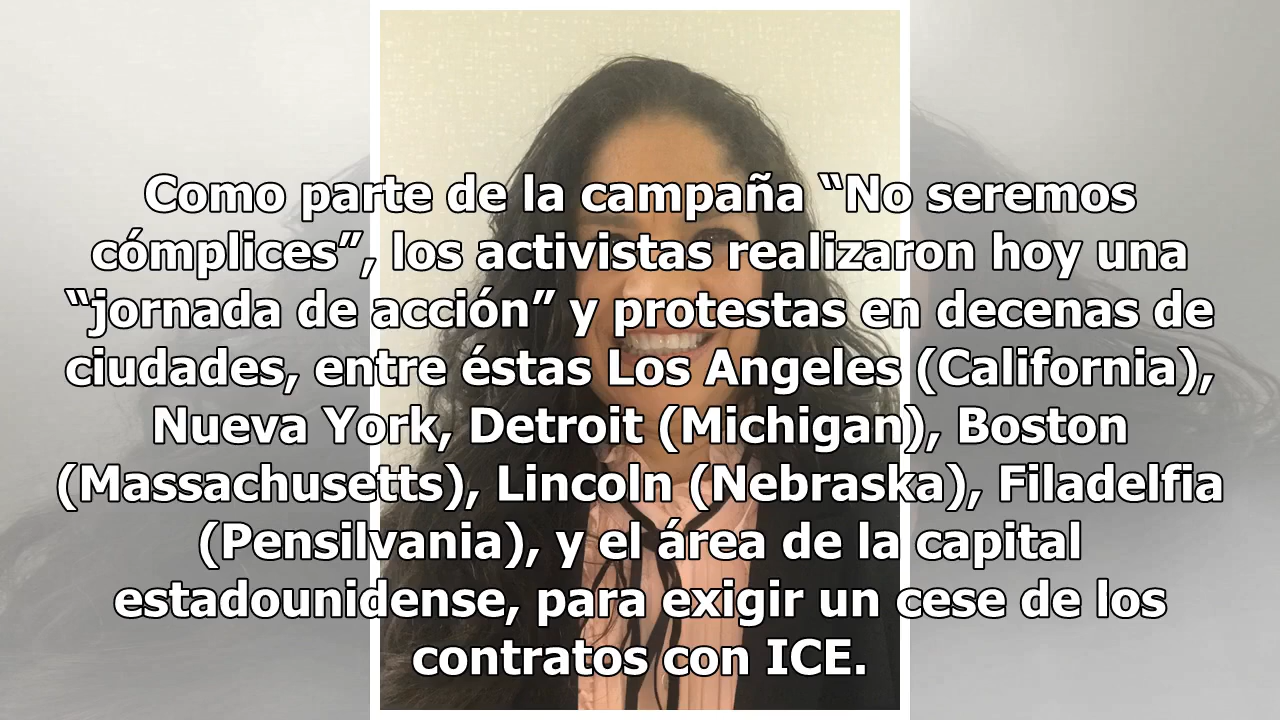 Como parte de la campaña “No seremos
cómplices”, los activistas realizaron hoy una
“jornada de acción” y protestas en decenas de
ciudades, entre éstas Los Angeles (California),
Nueva York, Detroit (Michigan), Boston
(Massachusetts), Lincoln (Nebraska), Filadelfia
(Pensilvania), y el área de la capital
estadounidense, para exigir un cese de los
contratos con ICE.